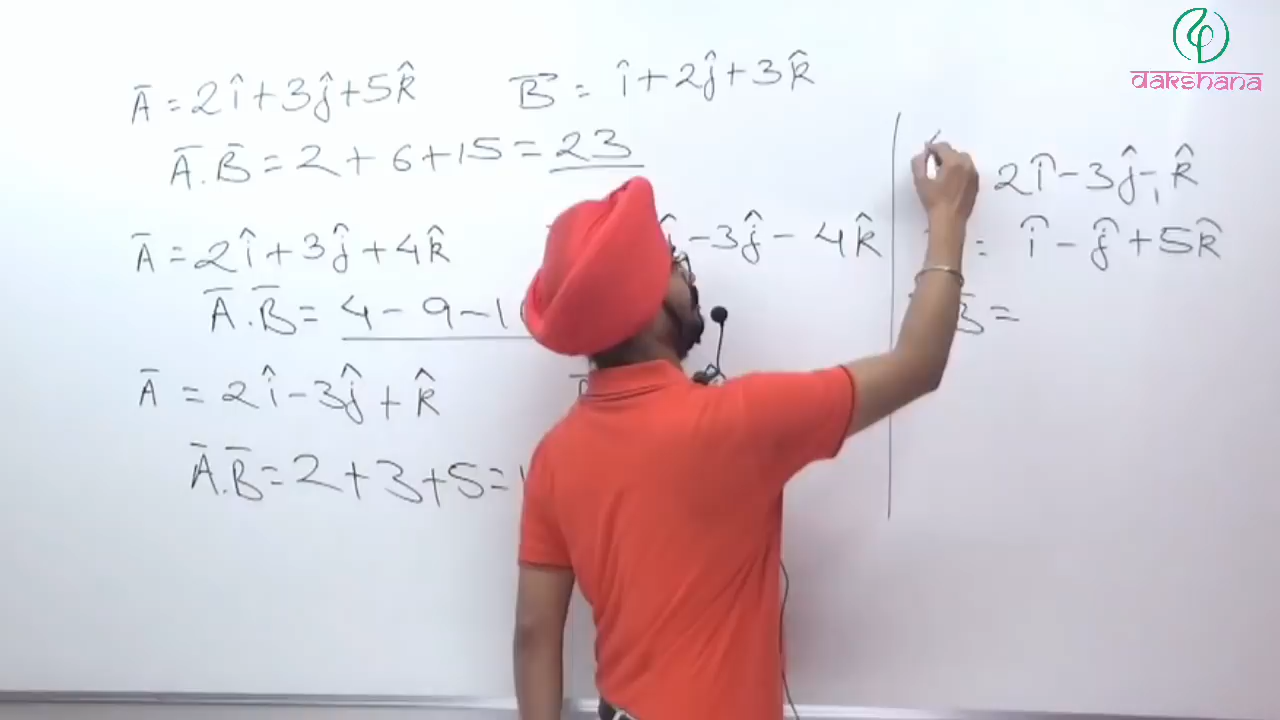 dakshana
A̅ = 2î+3ĵ+5k̂ B⃗ = î+2ĵ+3k̂
A̅.B̅ = 2+6+15 = 23
A̅ = 2î+3ĵ+4k̂ -3ĵ-4k̂
A̅.B̅ = 4-9-1
A̅ = 2î-3ĵ+k̂
A̅.B̅ = 2+3+5 =
2î-3ĵ-k̂
= î-ĵ+5k̂
B̅ =